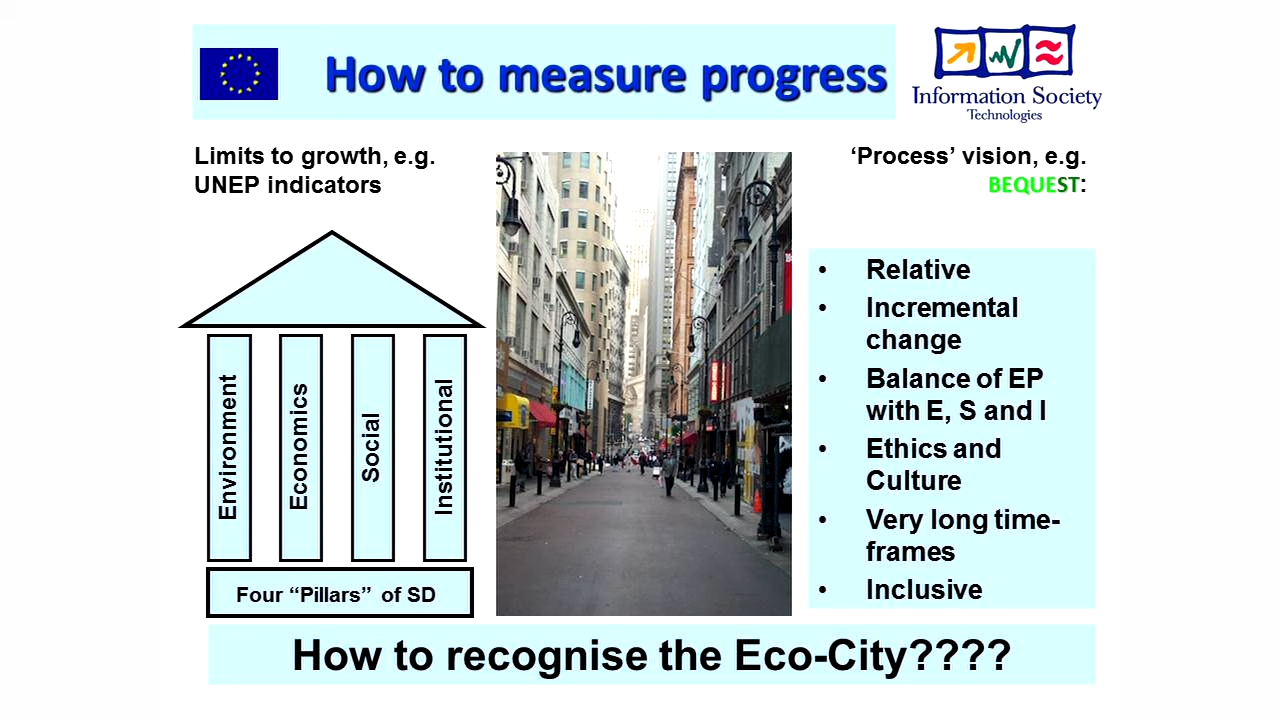 How to measure progress
Information Society
Technologies
Limits to growth, e.g.
UNEP indicators
‘Process’ vision, e.g.
BEQUEST:
Environment
Economics
Social
Institutional
Four “Pillars” of SD
• Relative
• Incremental
change
• Balance of EP
with E, S and I
• Ethics and
Culture
• Very long time-
frames
• Inclusive
How to recognise the Eco-City????